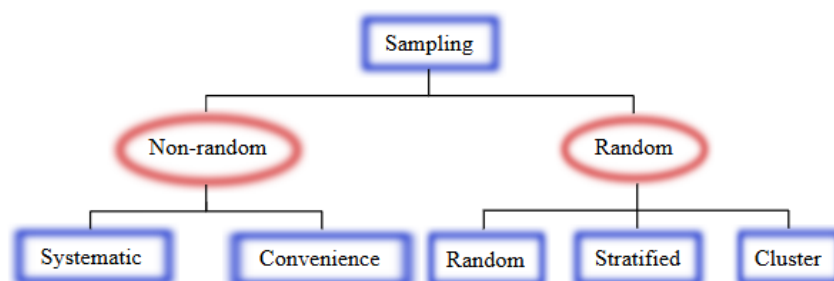 Sampling
Non-random
Random
Systematic
Convenience
Random
Stratified
Cluster